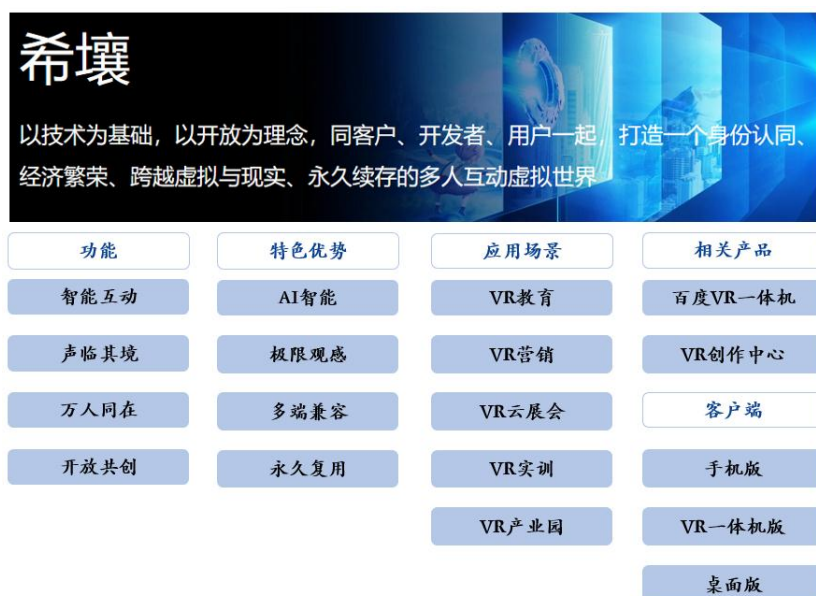 希壤
以技术为基础，以开放为理念，同客户、开发者、用户一起，打造一个身份认同、
经济繁荣、跨越虚拟与现实、永久续存的多人互动虚拟世界
功能
智能互动
声临其境
万人同在
开放共创
特色优势
AI智能
极限观感
多端兼容
永久复用
应用场景
VR教育
VR营销
VR云展会
VR实训
VR产业园
相关产品
百度VR一体机
VR创作中心
客户端
手机版
VR一体机版
桌面版